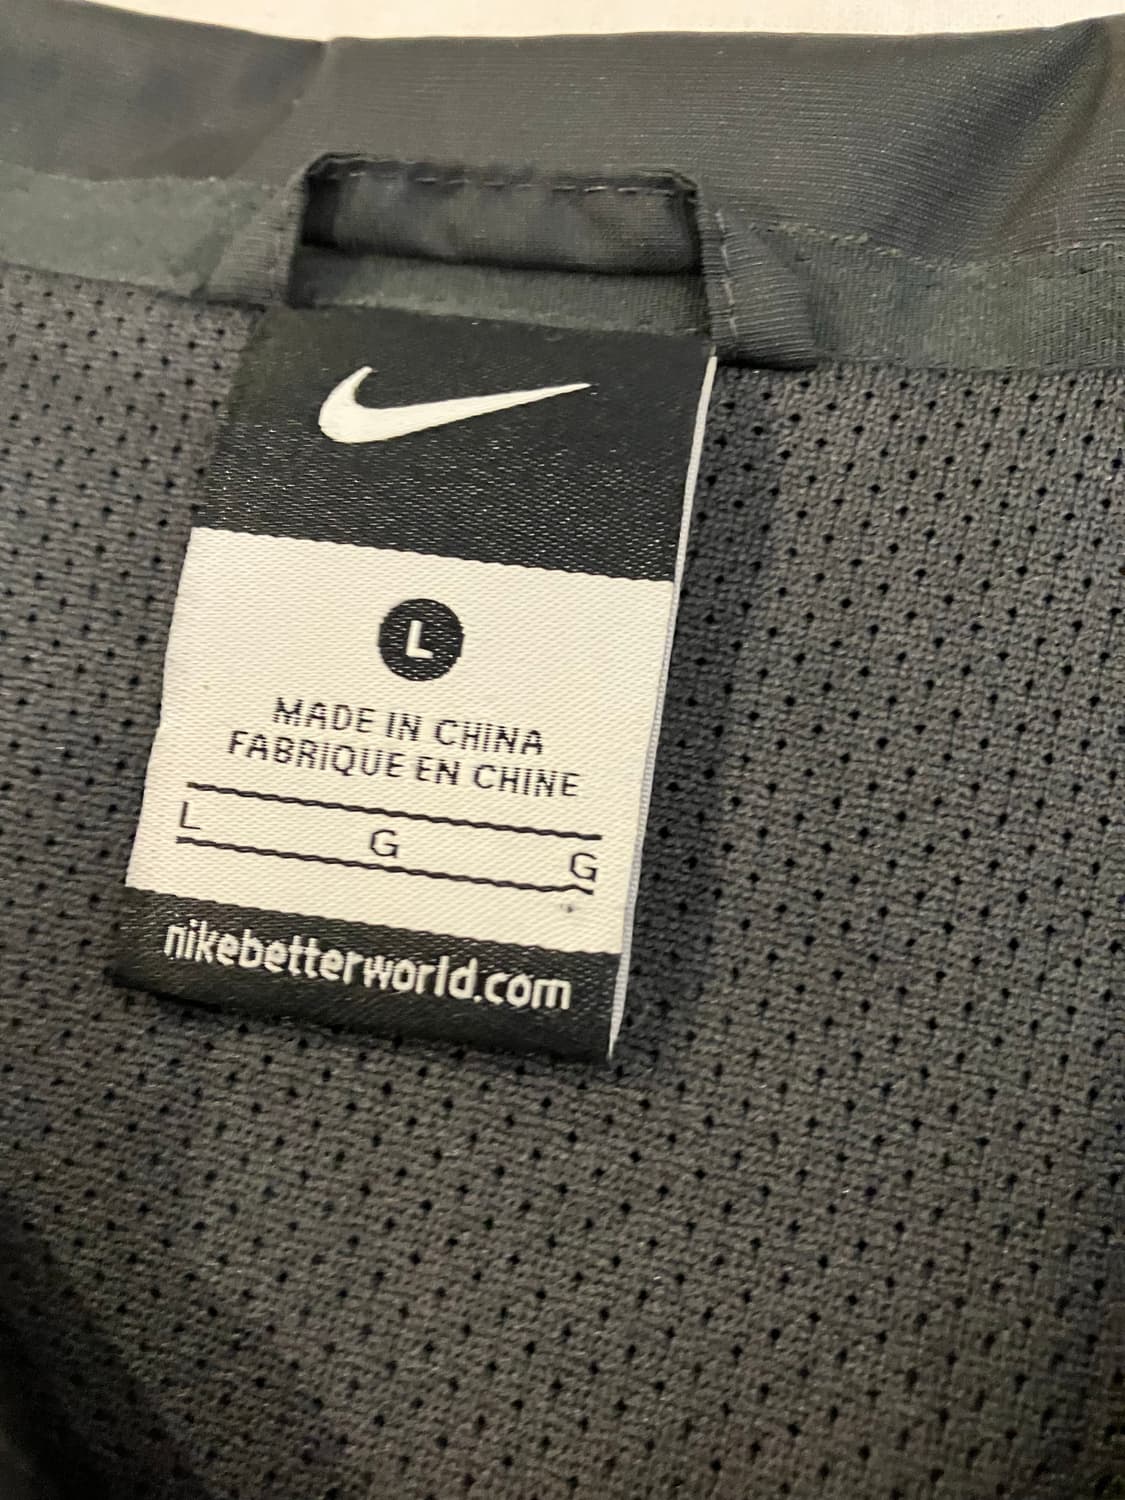 L
MADE IN CHINA
FABRIQUE EN CHINE
L G G
nikebetterworld.com